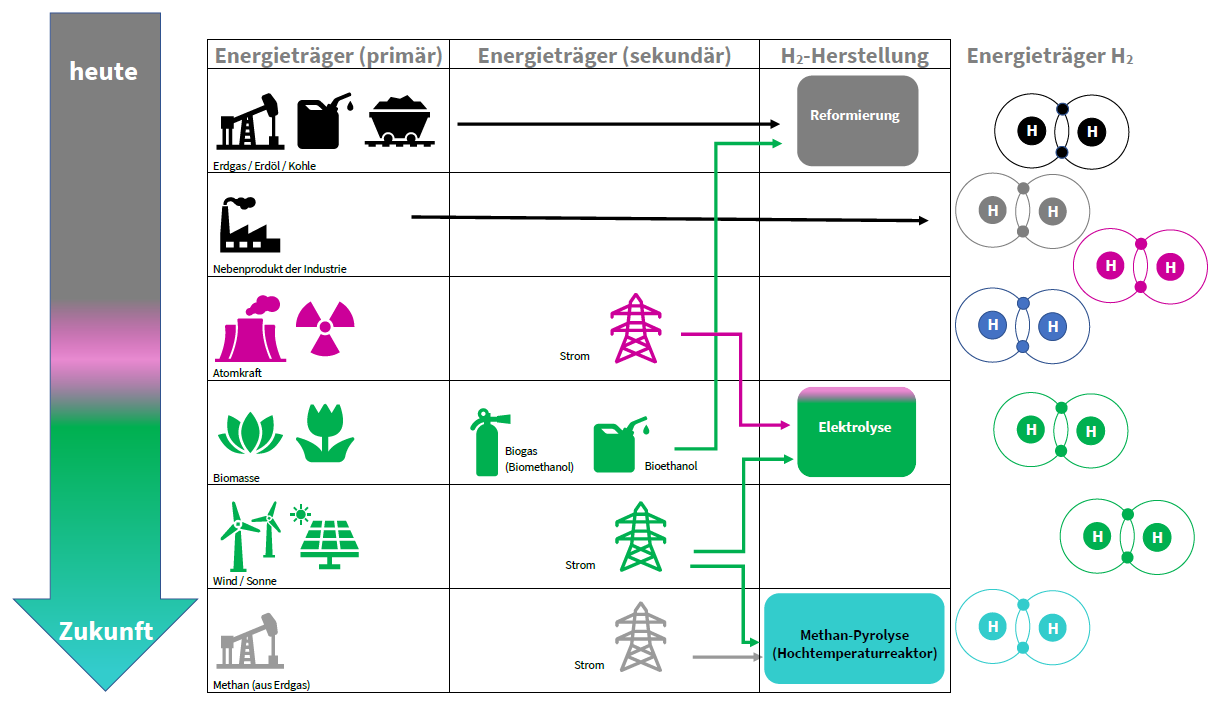 heute
Zukunft
Energieträger (primär)
Energieträger (sekundär)
H₂-Herstellung
Energieträger H₂
Erdgas / Erdöl / Kohle
Reformierung
H H
H H
Nebenprodukt der Industrie
H H
Atomkraft
Strom
H H
Biomasse
Biogas
(Biomethanol)
Bioethanol
Elektrolyse
H H
Wind / Sonne
Strom
H H
Methan (aus Erdgas)
Strom
Methan-Pyrolyse
(Hochtemperaturreaktor)
H H